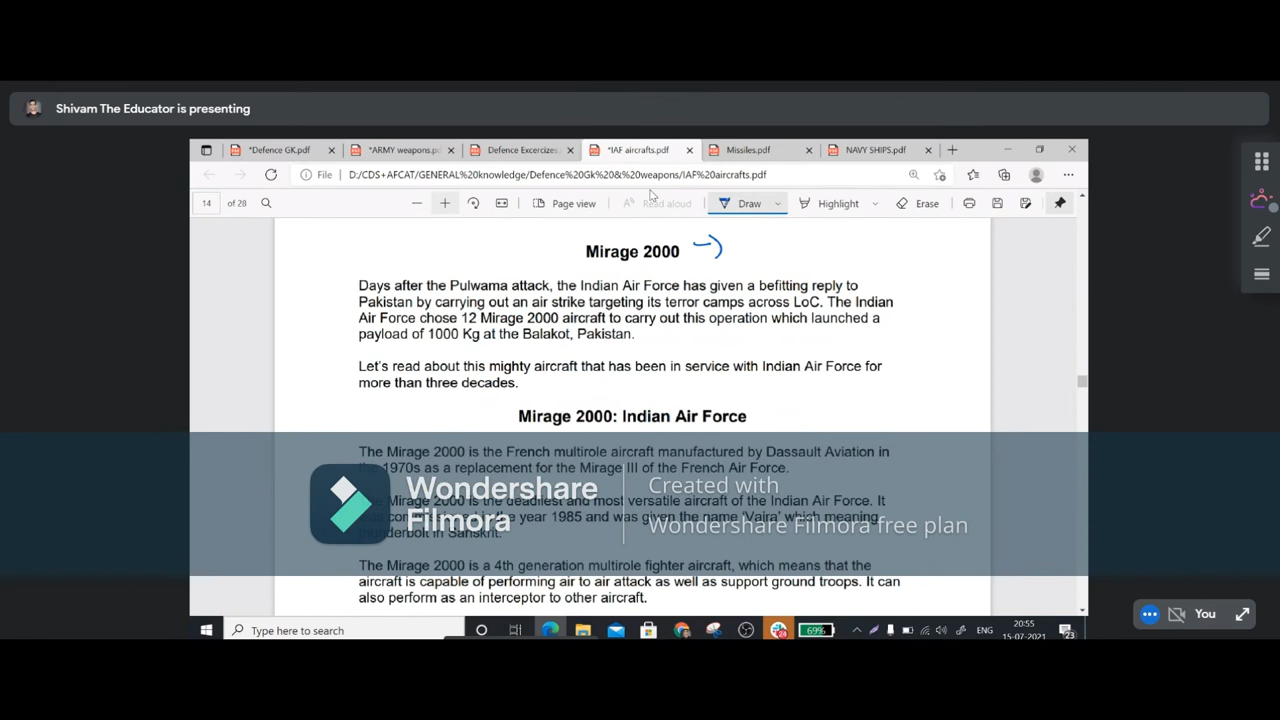 Shivam The Educator is presenting
*Defence GK.pdf
*ARMY weapons.pd
Defence Excercizes
*IAF aircrafts.pdf
Missiles.pdf
NAVY SHIPS.pdf
File D:/CDS+AFCAT/GENERAL%20knowledge/Defence%20Gk%20&%20weapons/IAF%20aircrafts.pdf
14 of 28 Page view Read aloud Draw Highlight Erase
Mirage 2000
Days after the Pulwama attack, the Indian Air Force has given a befitting reply to
Pakistan by carrying out an air strike targeting its terror camps across LoC. The Indian
Air Force chose 12 Mirage 2000 aircraft to carry out this operation which launched a
payload of 1000 Kg at the Balakot, Pakistan.
Let's read about this mighty aircraft that has been in service with Indian Air Force for
more than three decades.
Mirage 2000: Indian Air Force
The Mirage 2000 is the French multirole aircraft manufactured by Dassault Aviation in
the 1970s as a replacement for the Mirage III of the French Air Force.
Mirage 2000 is the deadliest and most versatile aircraft of the Indian Air Force. It
in the year 1985 and was given the name 'Vajra' which meaning
thunderbolt in Sanskrit.
Wondershare
Filmora
Created with
Wondershare Filmora free plan
The Mirage 2000 is a 4th generation multirole fighter aircraft, which means that the
aircraft is capable of performing air to air attack as well as support ground troops. It can
also perform as an interceptor to other aircraft.
You
Type here to search
69%
ENG
20:55
15-07-2021
23